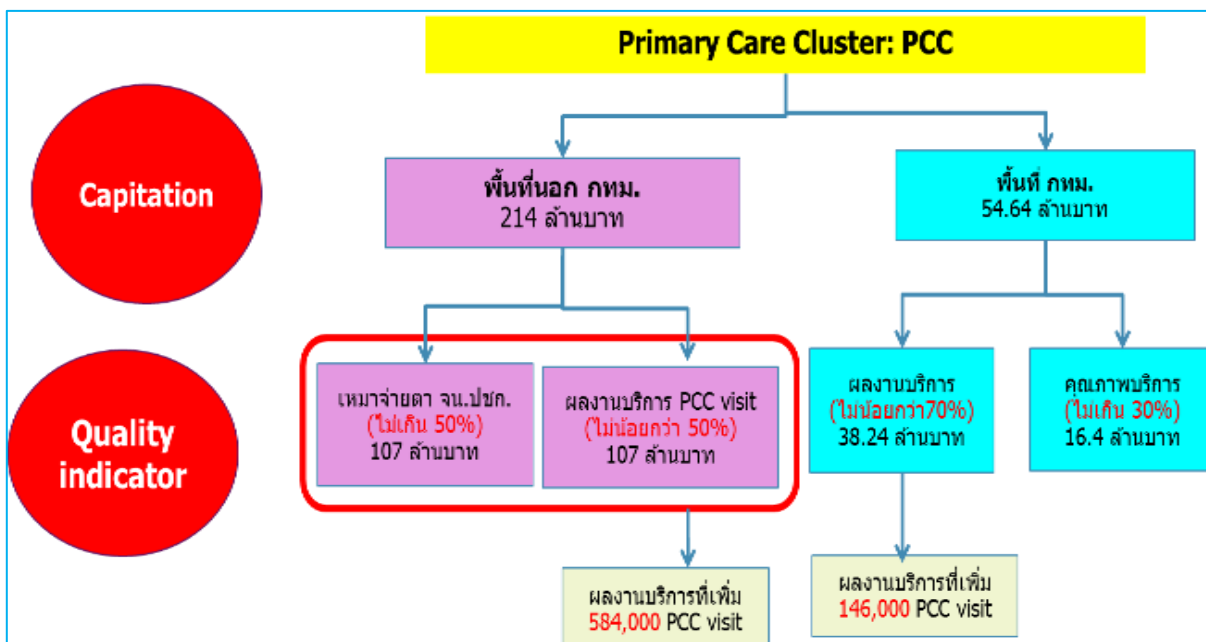 Primary Care Cluster: PCC
Capitation
พื้นที่นอก กทม.
214 ล้านบาท
พื้นที่ กทม.
54.64 ล้านบาท
Quality
indicator
เหมาจ่ายตา จน.ปชก.
(ไม่เกิน 50%)
107 ล้านบาท
ผลงานบริการ PCC visit
(ไม่น้อยกว่า 50%)
107 ล้านบาท
ผลงานบริการ
(ไม่น้อยกว่า70%)
38.24 ล้านบาท
คุณภาพบริการ
(ไม่เกิน 30%)
16.4 ล้านบาท
ผลงานบริการที่เพิ่ม
584,000 PCC visit
ผลงานบริการที่เพิ่ม
146,000 PCC visit